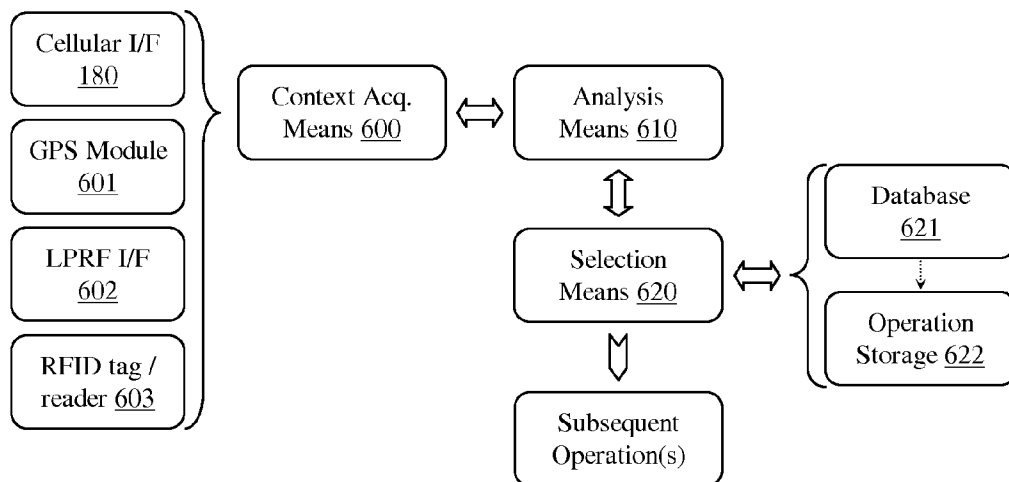 Cellular I/F
180
GPS Module
601
LPRF I/F
602
RFID tag /
reader 603
Context Acq.
Means 600
Analysis
Means 610
Selection
Means 620
Subsequent
Operation(s)
Database
621
Operation
Storage 622